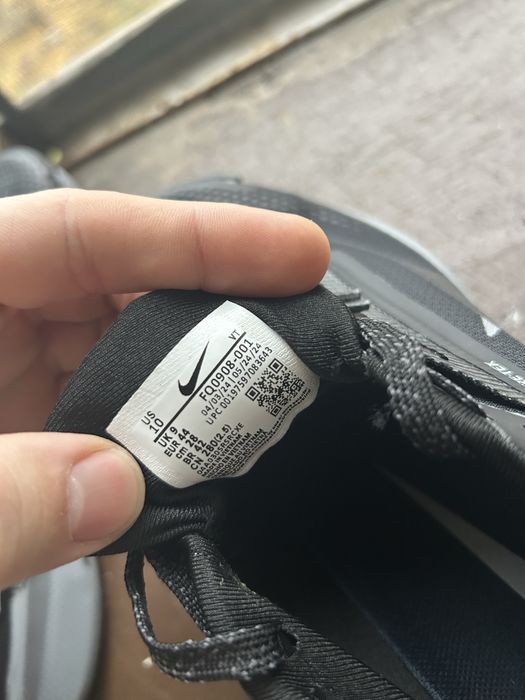 US
10
VT
UK 9
EUR 44
cm 28
BR 42
CN 280(2.5)
FQ0908-001
04/03/24 05/24/24
UPC 00197597083643